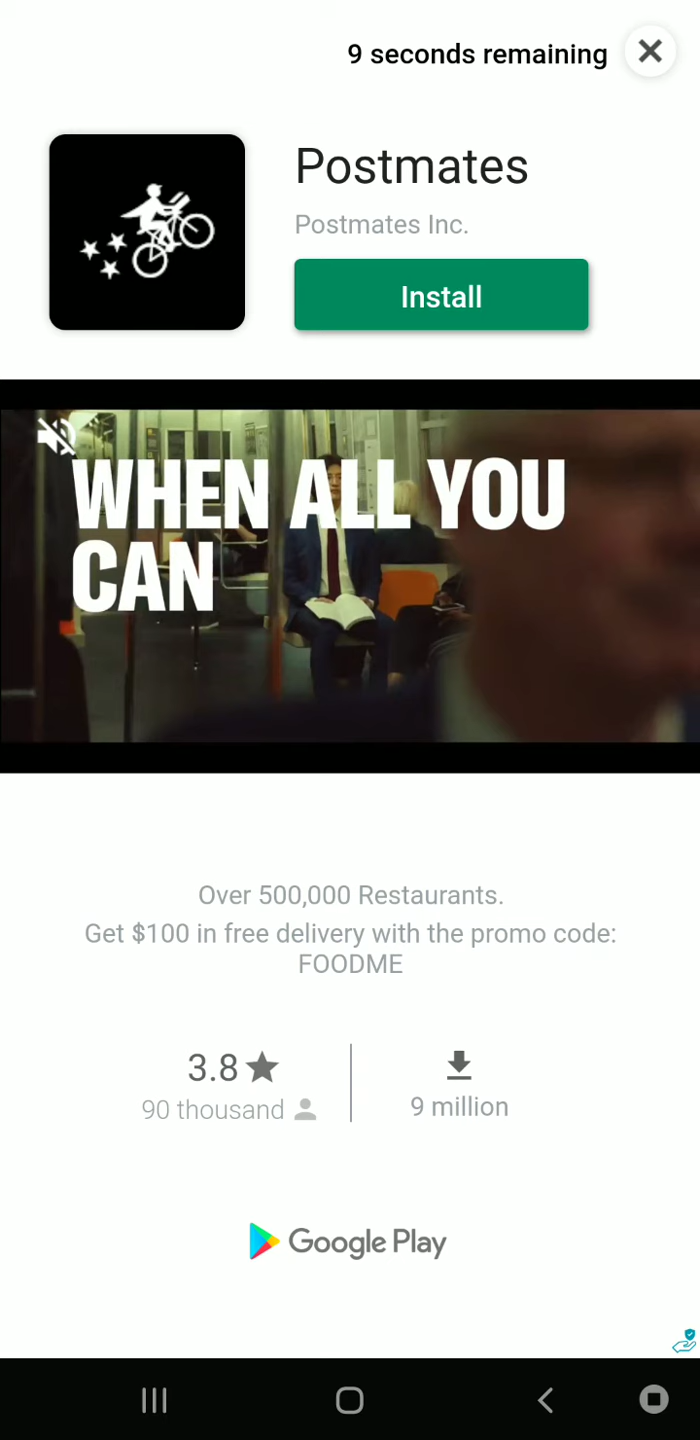 9 seconds remaining
Postmates
Postmates Inc.
Install
WHEN ALL YOU
CAN
Over 500,000 Restaurants.
Get $100 in free delivery with the promo code:
FOODME
3.8
90 thousand
9 million
Google Play